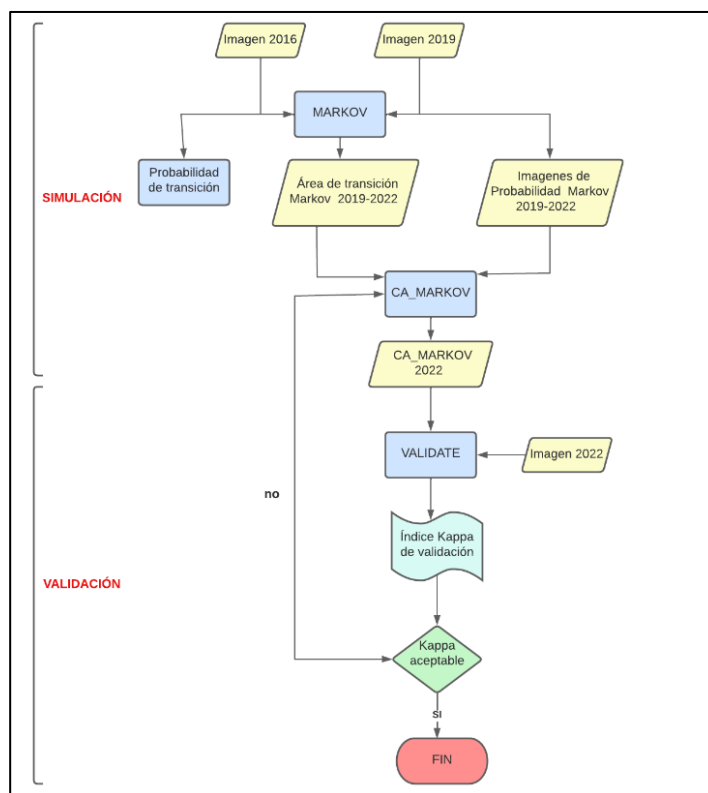 Imagen 2016
Imagen 2019
MARKOV
Probabilidad
de transición
Área de transición
Markov 2019-2022
Imagenes de
Probabilidad Markov
2019-2022
SIMULACIÓN
CA_MARKOV
CA_MARKOV
2022
VALIDATE
Imagen 2022
no
Índice Kappa
de validación
VALIDACIÓN
Kappa
aceptable
SI
FIN